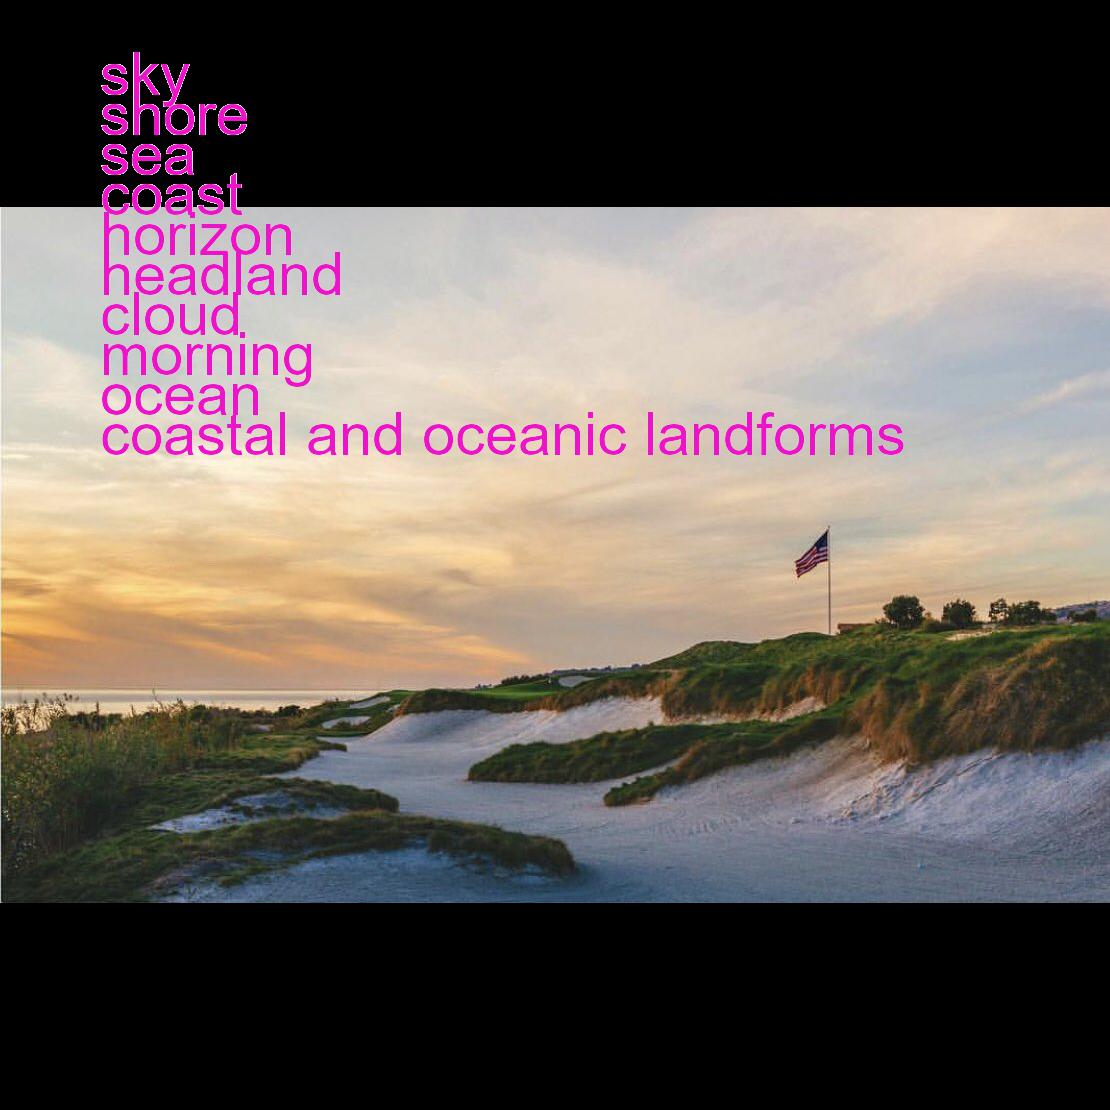 sky
shore
sea
coast
horizon
headland
cloud
morning
ocean
coastal and oceanic landforms